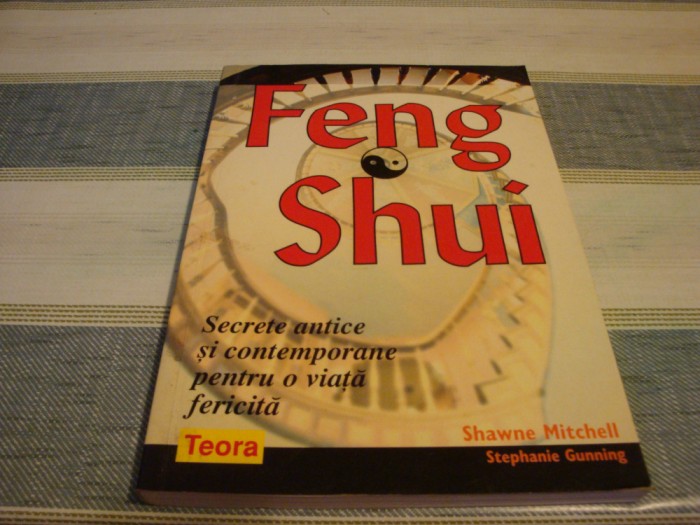 Feng
Shui
Secrete antice
și contemporane
pentru o viață
fericită
Teora
Shawne Mitchell
Stephanie Gunning